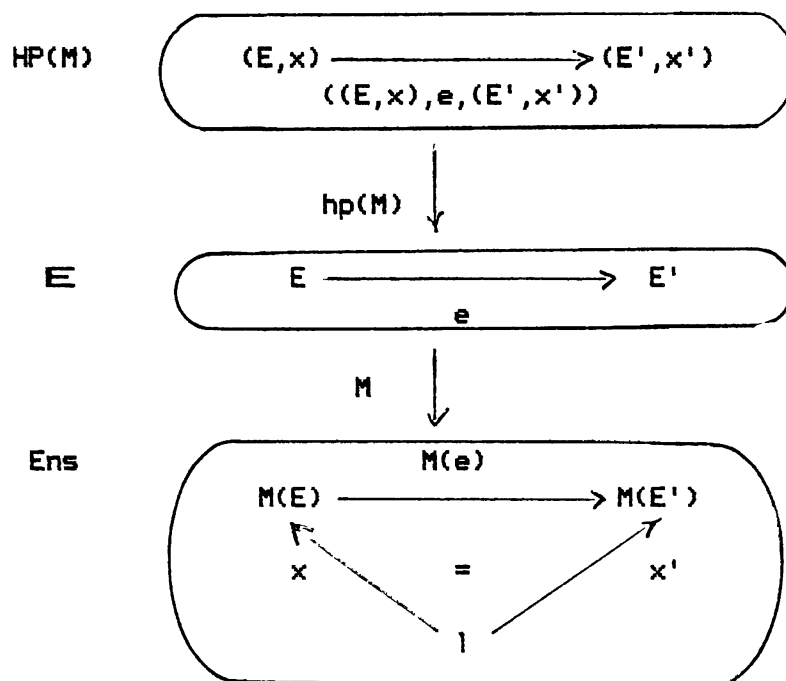 HP(M) (E,x) (E',x')
((E,x),e,(E',x'))
hp(M)
E E E'
e
M
Ens M(e)
M(E) M(E')
x = x'
1